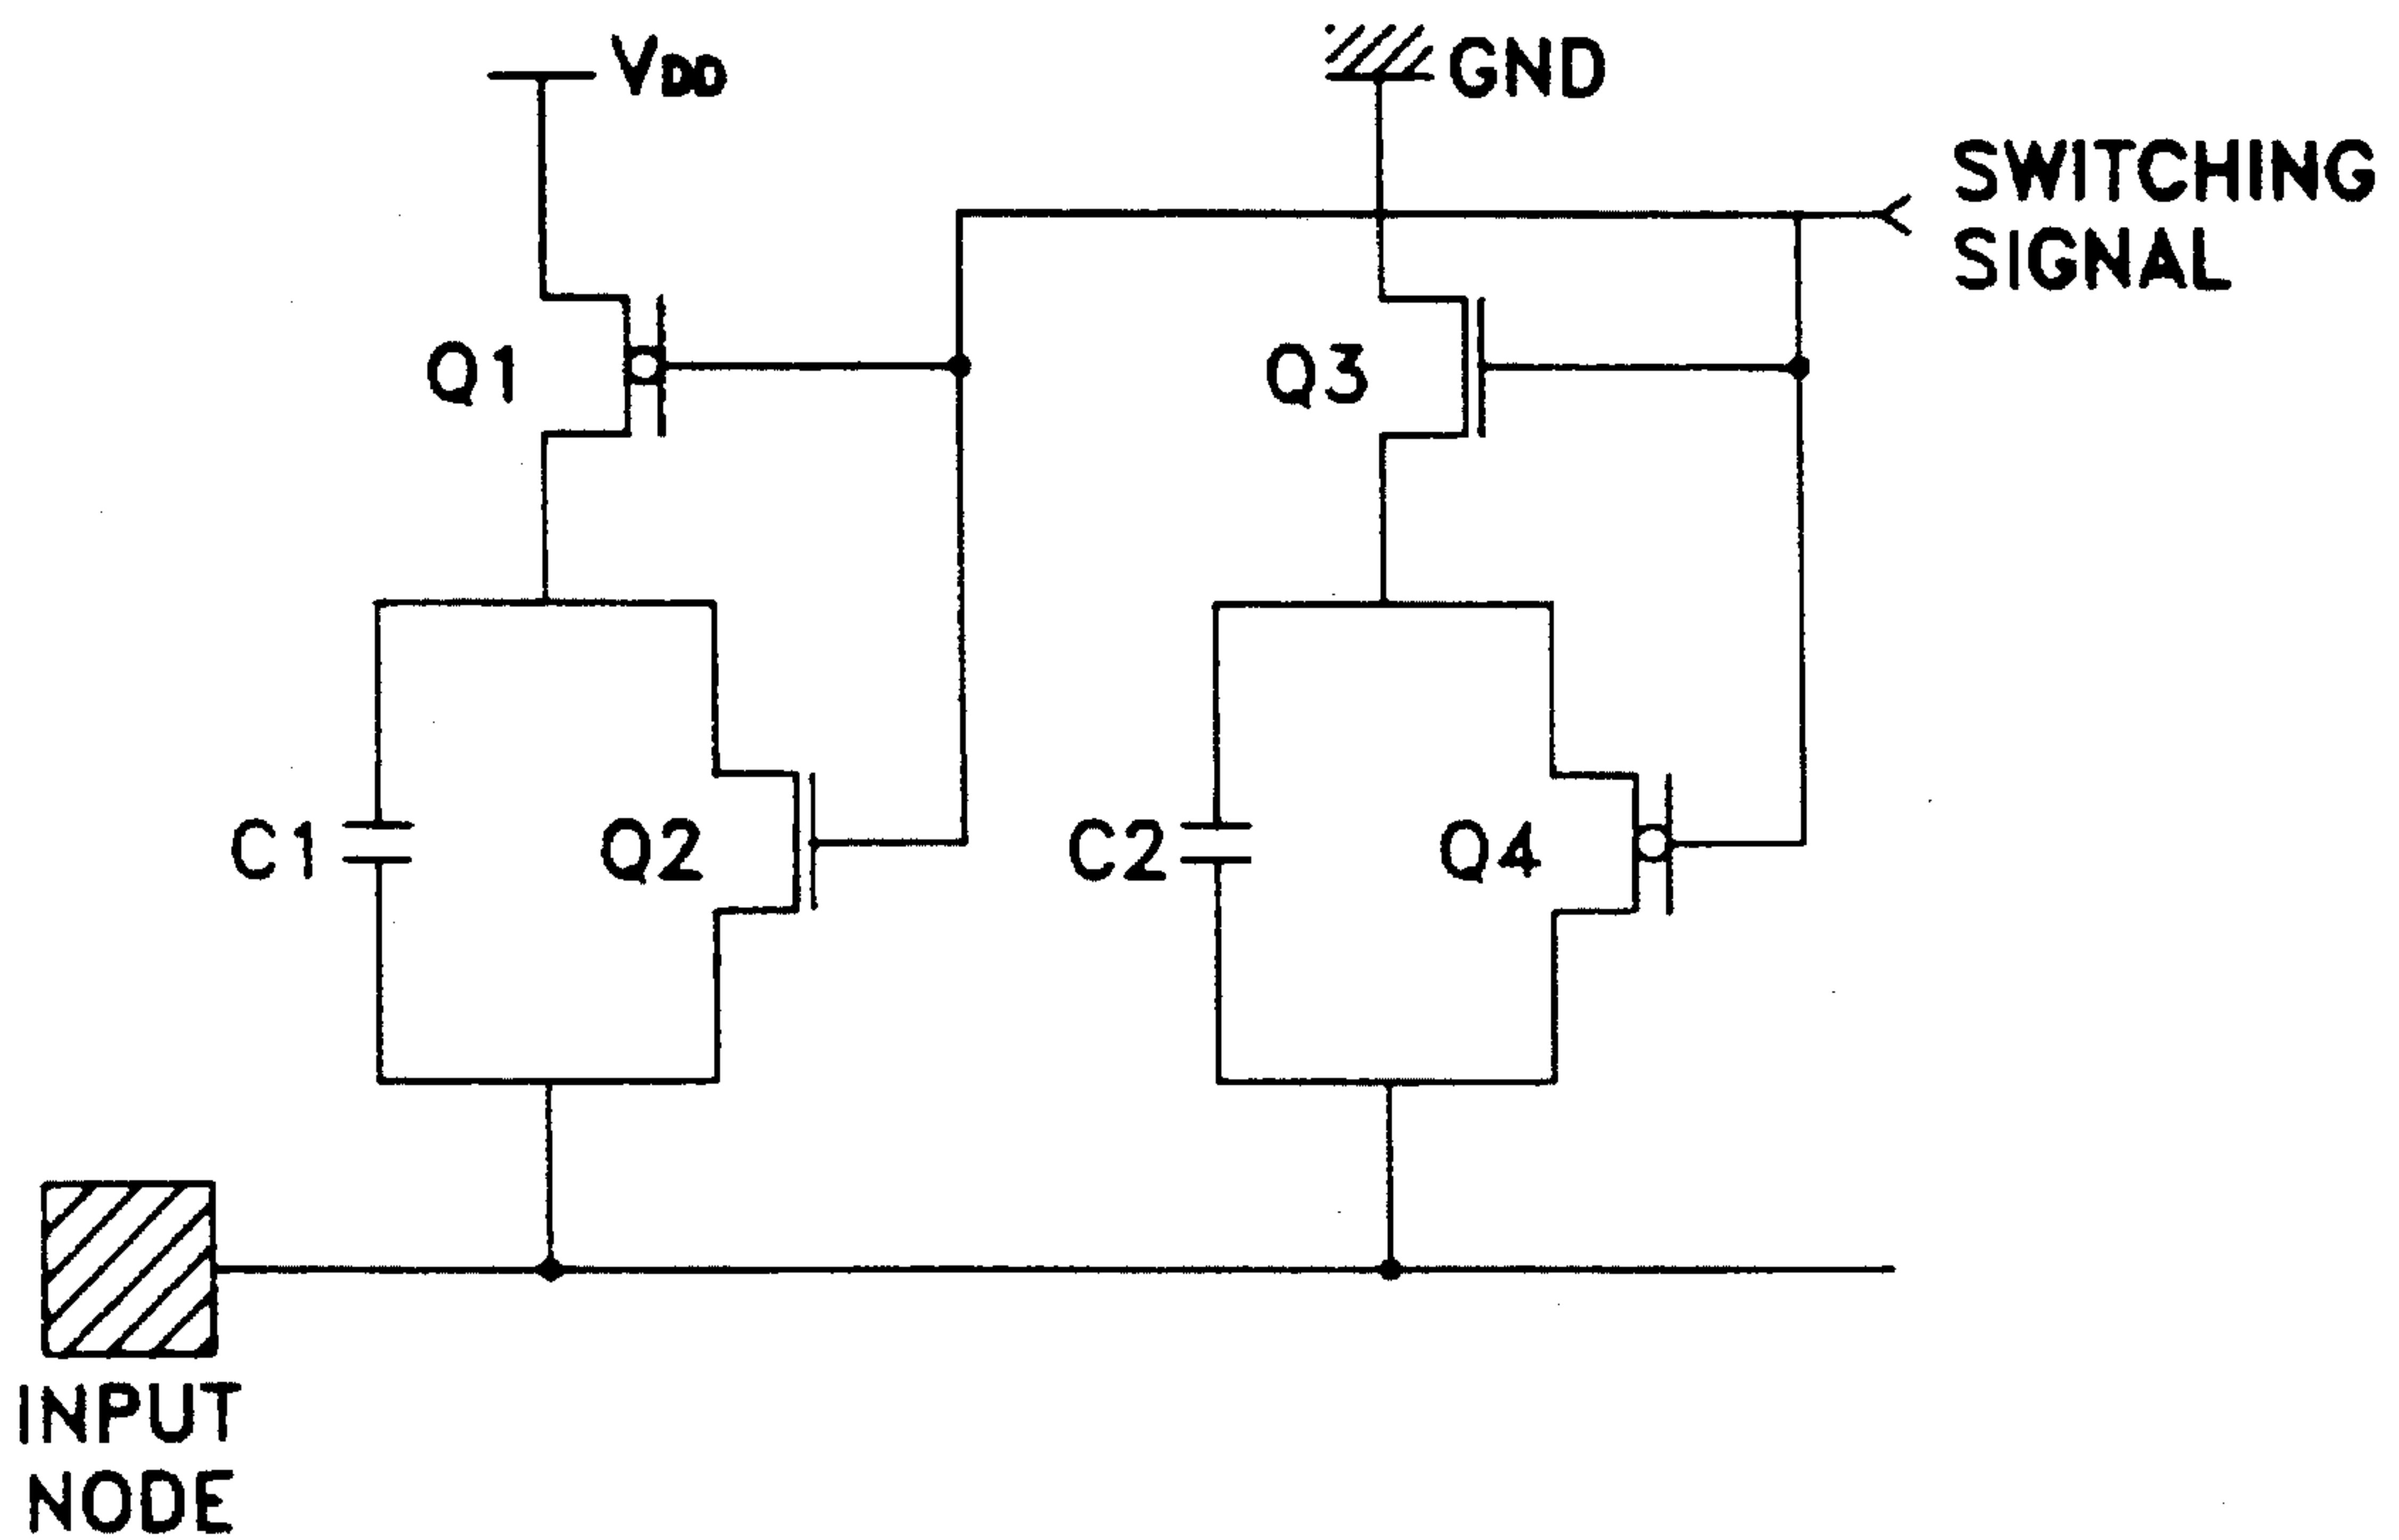 VDD
GND
SWITCHING
SIGNAL
Q1
Q3
C1
Q2
C2
Q4
INPUT
NODE